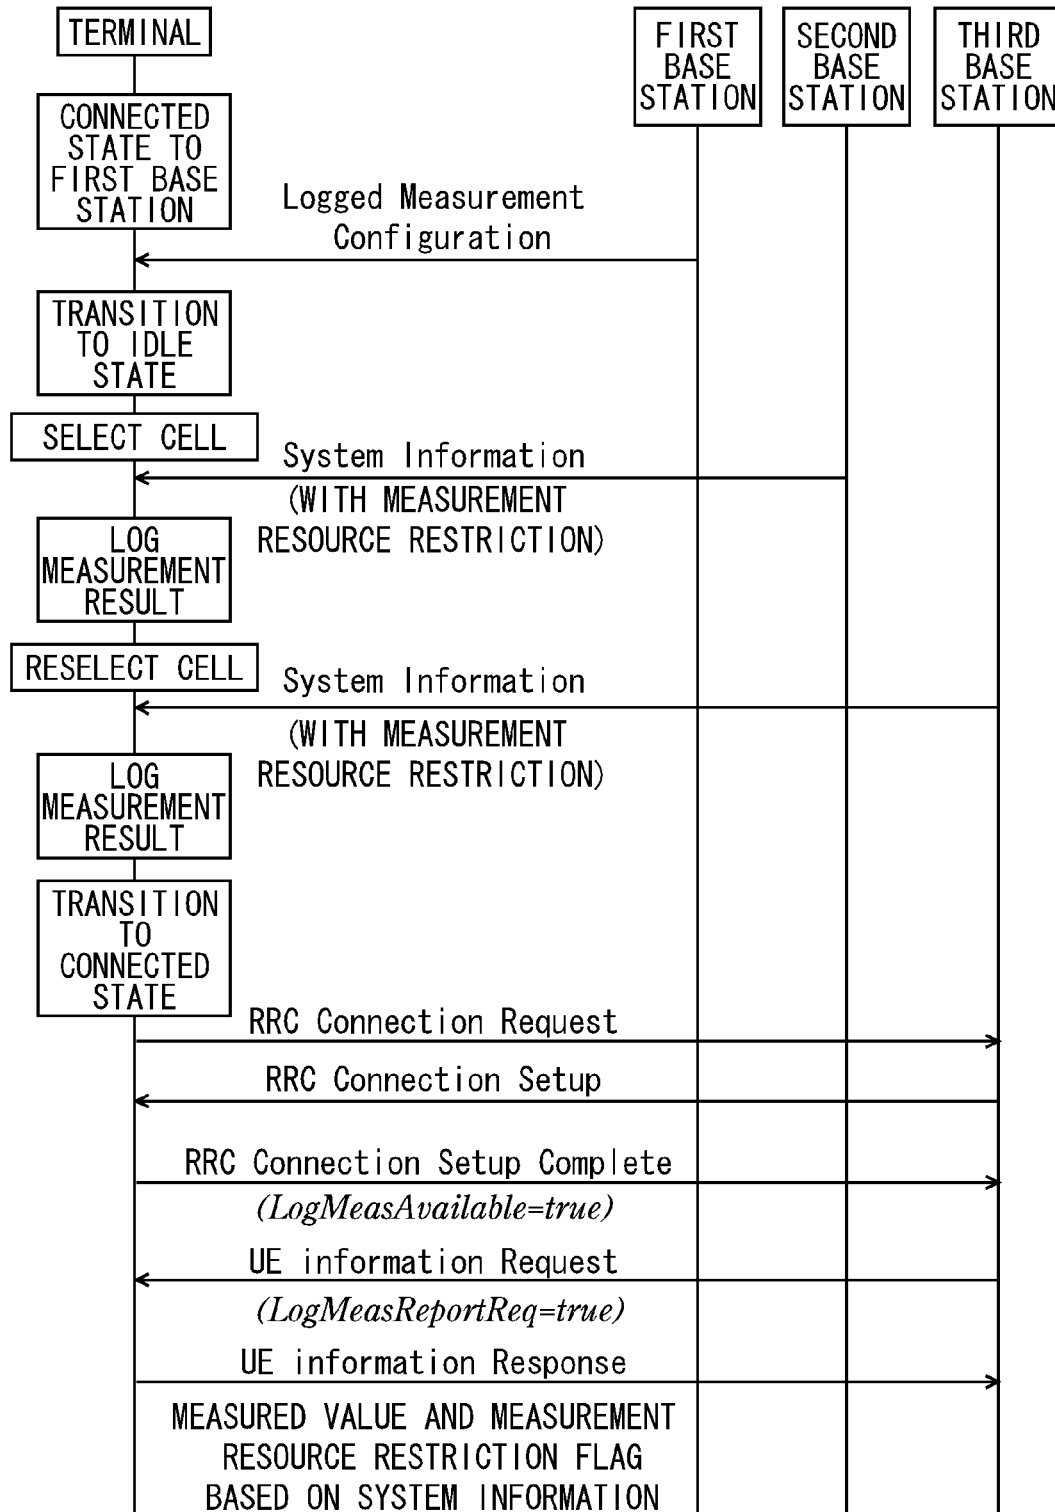 TERMINAL
FIRST
BASE
STATION
SECOND
BASE
STATION
THIRD
BASE
STATION
CONNECTED
STATE TO
FIRST BASE
STATION
Logged Measurement
Configuration
TRANSITION
TO IDLE
STATE
SELECT CELL
System Information
(WITH MEASUREMENT
RESOURCE RESTRICTION)
LOG
MEASUREMENT
RESULT
RESELECT CELL
System Information
(WITH MEASUREMENT
RESOURCE RESTRICTION)
LOG
MEASUREMENT
RESULT
TRANSITION
TO
CONNECTED
STATE
RRC Connection Request
RRC Connection Setup
RRC Connection Setup Complete
(LogMeasAvailable=true)
UE information Request
(LogMeasReportReq=true)
UE information Response
MEASURED VALUE AND MEASUREMENT
RESOURCE RESTRICTION FLAG
BASED ON SYSTEM INFORMATION